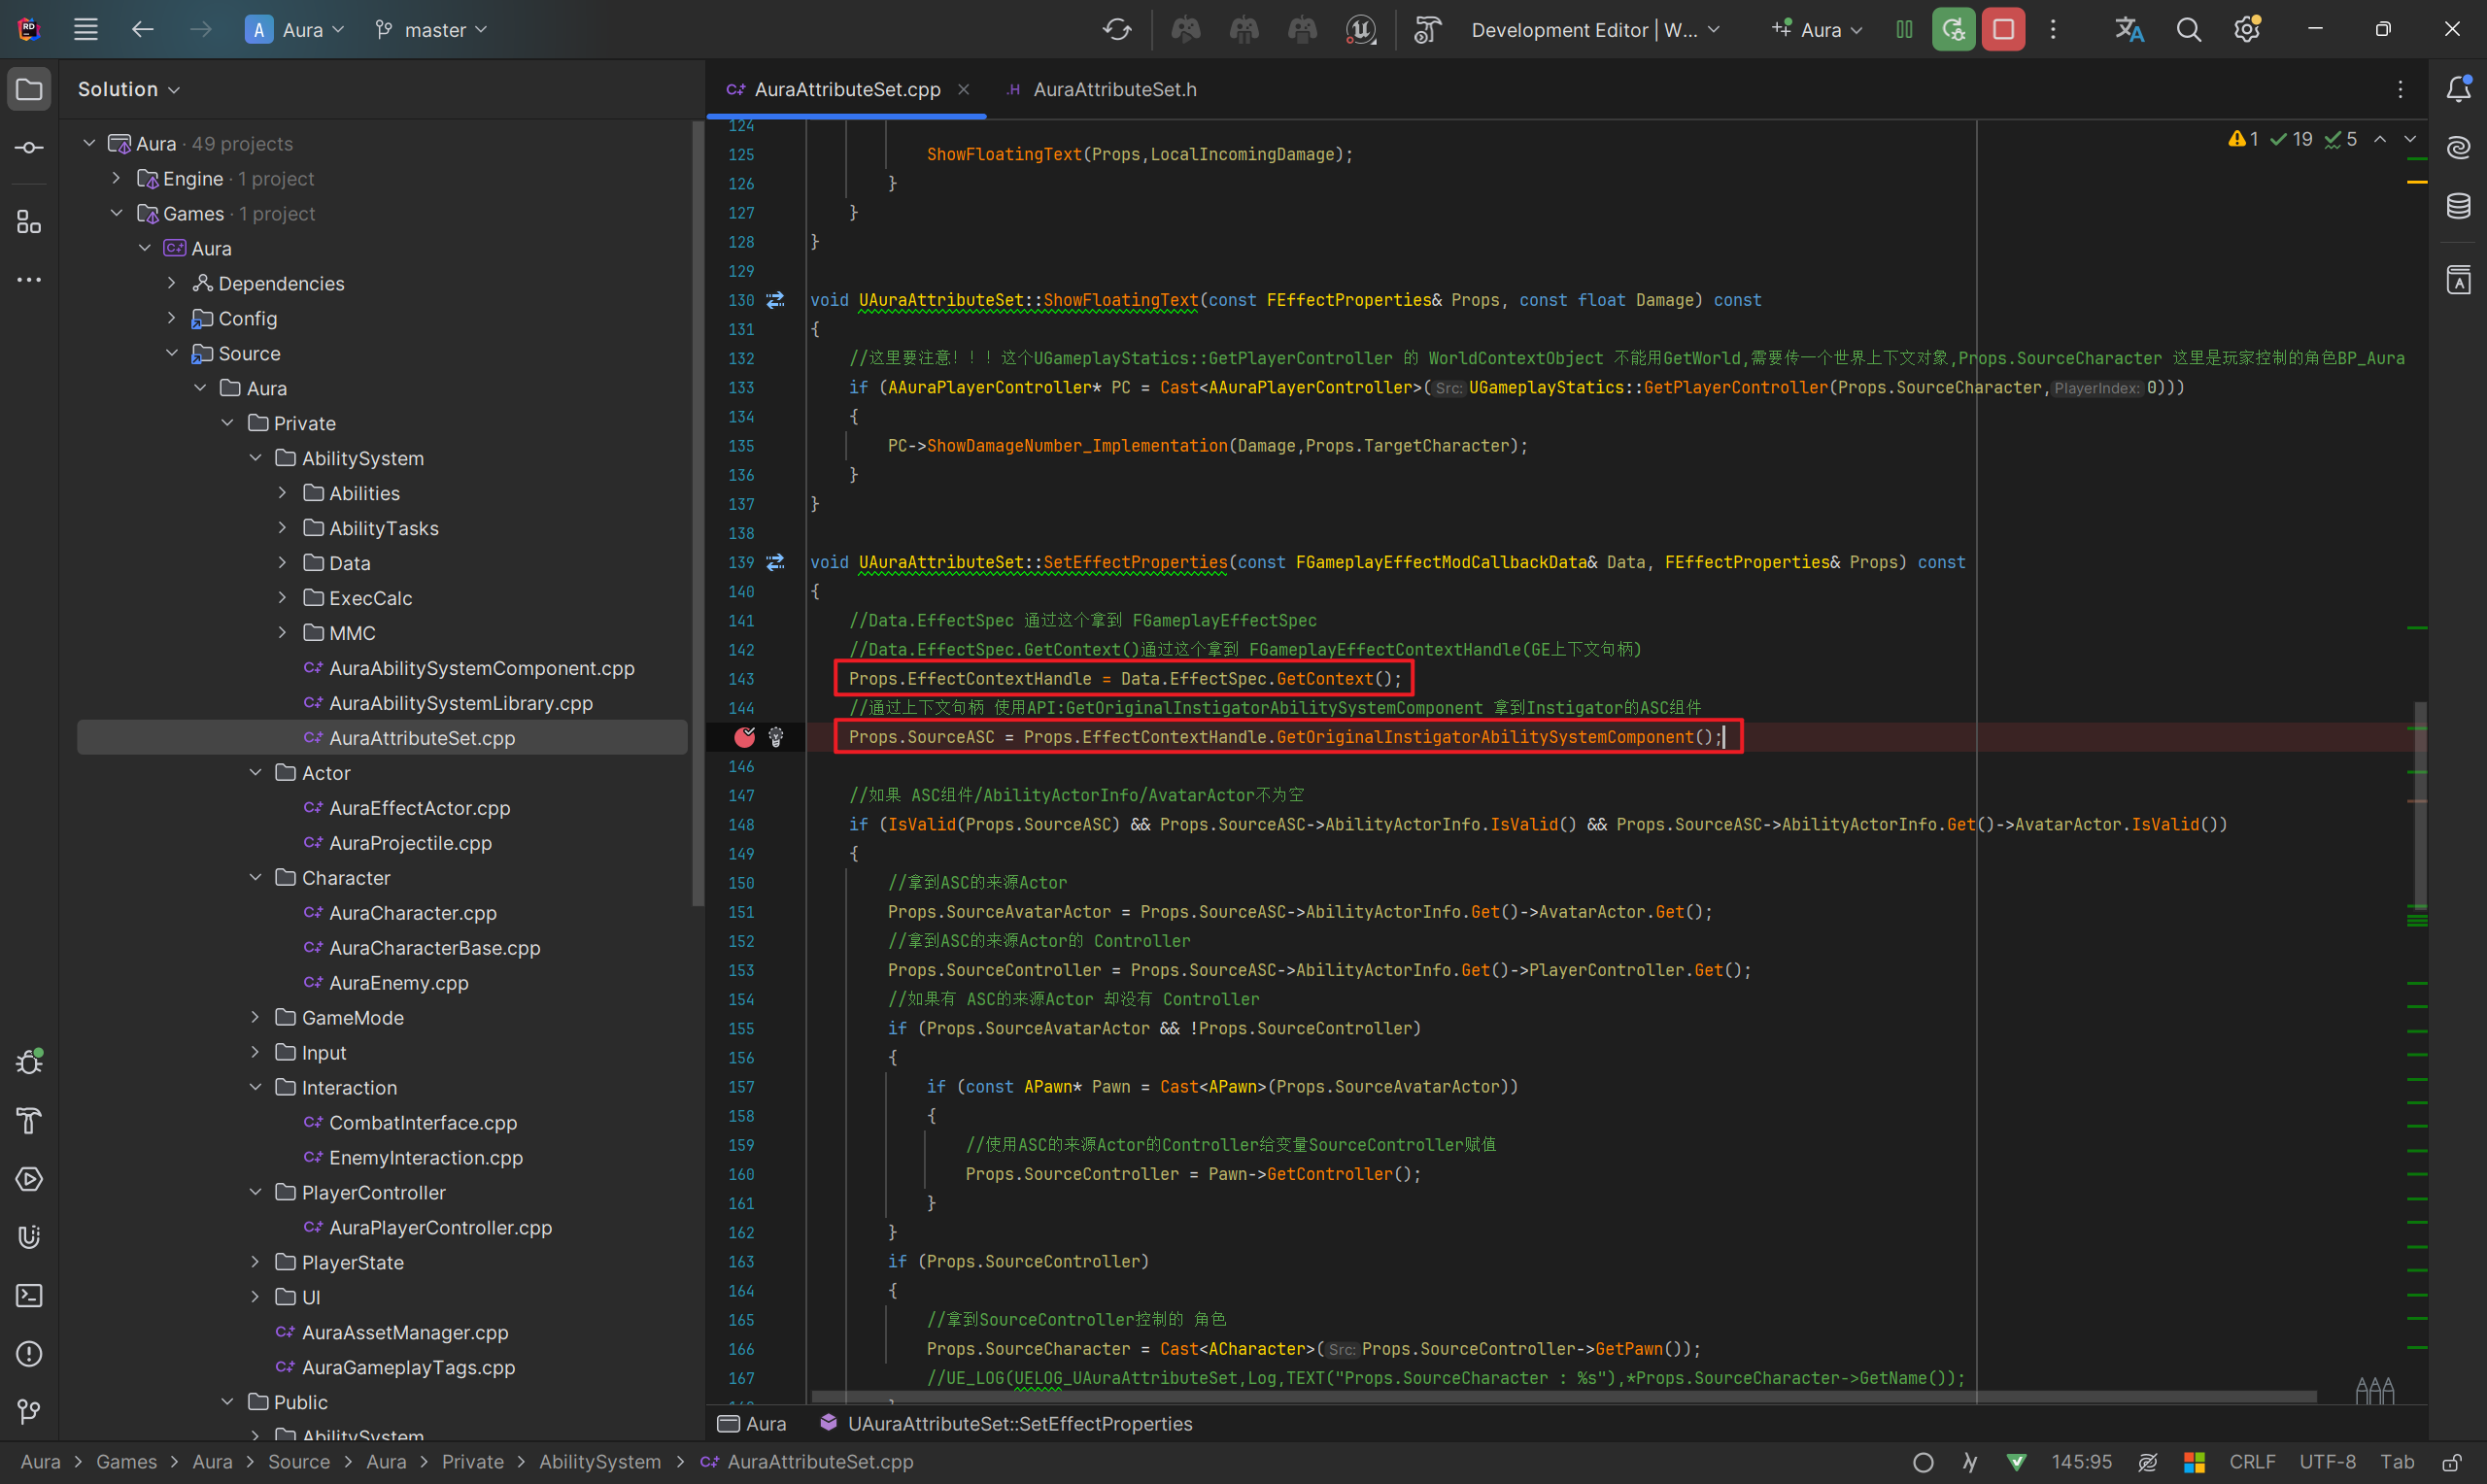 RD
A Aura
master
Development Editor | W...
Aura
Solution
AuraAttributeSet.cpp
.H AuraAttributeSet.h
Aura · 49 projects
Engine · 1 project
Games · 1 project
Aura
Dependencies
Config
Source
Aura
Private
AbilitySystem
Abilities
AbilityTasks
Data
ExecCalc
MMC
AuraAbilitySystemComponent.cpp
AuraAbilitySystemLibrary.cpp
AuraAttributeSet.cpp
Actor
AuraEffectActor.cpp
AuraProjectile.cpp
Character
AuraCharacter.cpp
AuraCharacterBase.cpp
AuraEnemy.cpp
GameMode
Input
Interaction
CombatInterface.cpp
EnemyInteraction.cpp
PlayerController
AuraPlayerController.cpp
PlayerState
UI
AuraAssetManager.cpp
AuraGameplayTags.cpp
Public
AbilitySystem
1 19 5
124
125 ShowFloatingText(Props,LocalIncomingDamage);
126 }
127 }
128 }
129
130 void UAuraAttributeSet::ShowFloatingText(const FEffectProperties& Props, const float Damage) const
131 {
132 //这里要注意！！！这个UGameplayStatics::GetPlayerController 的 WorldContextObject 不能用GetWorld,需要传一个世界上下文对象,Props.SourceCharacter 这里是玩家控制的角色BP_Aura
133 if (AAuraPlayerController* PC = Cast<AAuraPlayerController>( Src: UGameplayStatics::GetPlayerController(Props.SourceCharacter, PlayerIndex: 0)))
134 {
135 PC->ShowDamageNumber_Implementation(Damage,Props.TargetCharacter);
136 }
137 }
138
139 void UAuraAttributeSet::SetEffectProperties(const FGameplayEffectModCallbackData& Data, FEffectProperties& Props) const
140 {
141 //Data.EffectSpec 通过这个拿到 FGameplayEffectSpec
142 //Data.EffectSpec.GetContext()通过这个拿到 FGameplayEffectContextHandle(GE上下文句柄)
143 Props.EffectContextHandle = Data.EffectSpec.GetContext();
144 //通过上下文句柄 使用API:GetOriginalInstigatorAbilitySystemComponent 拿到Instigator的ASC组件
Props.SourceASC = Props.EffectContextHandle.GetOriginalInstigatorAbilitySystemComponent();
146
147 //如果 ASC组件/AbilityActorInfo/AvatarActor不为空
148 if (IsValid(Props.SourceASC) && Props.SourceASC->AbilityActorInfo.IsValid() && Props.SourceASC->AbilityActorInfo.Get()->AvatarActor.IsValid())
149 {
150 //拿到ASC的来源Actor
151 Props.SourceAvatarActor = Props.SourceASC->AbilityActorInfo.Get()->AvatarActor.Get();
152 //拿到ASC的来源Actor的 Controller
153 Props.SourceController = Props.SourceASC->AbilityActorInfo.Get()->PlayerController.Get();
154 //如果有 ASC的来源Actor 却没有 Controller
155 if (Props.SourceAvatarActor && !Props.SourceController)
156 {
157 if (const APawn* Pawn = Cast<APawn>(Props.SourceAvatarActor))
158 {
159 //使用ASC的来源Actor的Controller给变量SourceController赋值
160 Props.SourceController = Pawn->GetController();
161 }
162 }
163 if (Props.SourceController)
164 {
165 //拿到SourceController控制的 角色
166 Props.SourceCharacter = Cast<ACharacter>( Src: Props.SourceController->GetPawn());
167 //UE_LOG(UELOG_UAuraAttributeSet,Log,TEXT("Props.SourceCharacter : %s"),*Props.SourceCharacter->GetName());
Aura UAuraAttributeSet::SetEffectProperties
Aura > Games > Aura > Source > Aura > Private > AbilitySystem > AuraAttributeSet.cpp
145:95 CRLF UTF-8 Tab